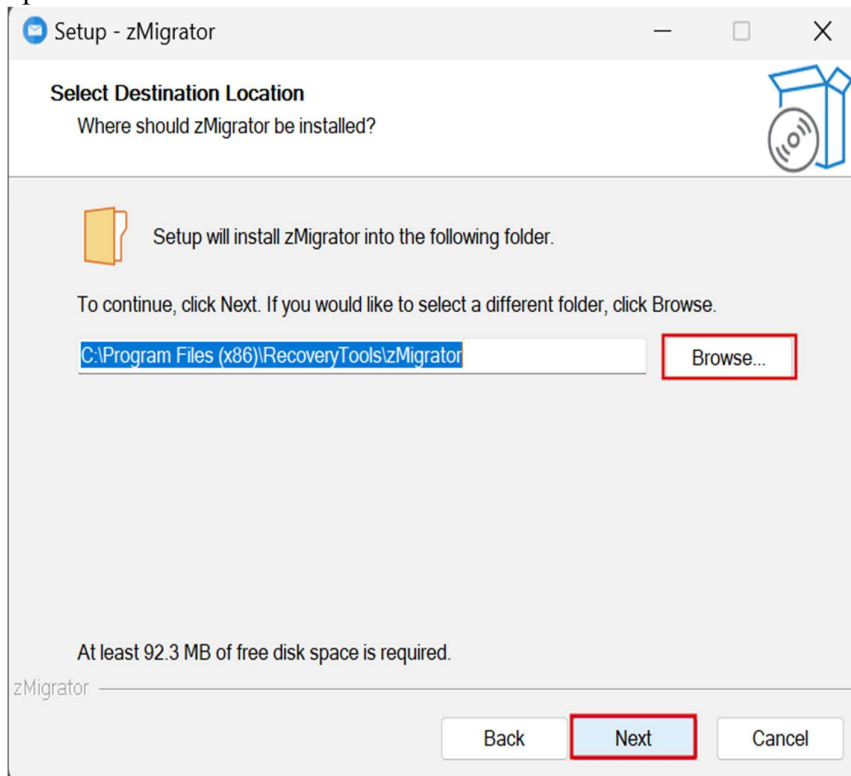 Setup - zMigrator
Select Destination Location
Where should zMigrator be installed?
Setup will install zMigrator into the following folder.
To continue, click Next. If you would like to select a different folder, click Browse.
C:\Program Files (x86)\RecoveryTools\zMigrator
Browse...
At least 92.3 MB of free disk space is required.
zMigrator
Back Next Cancel